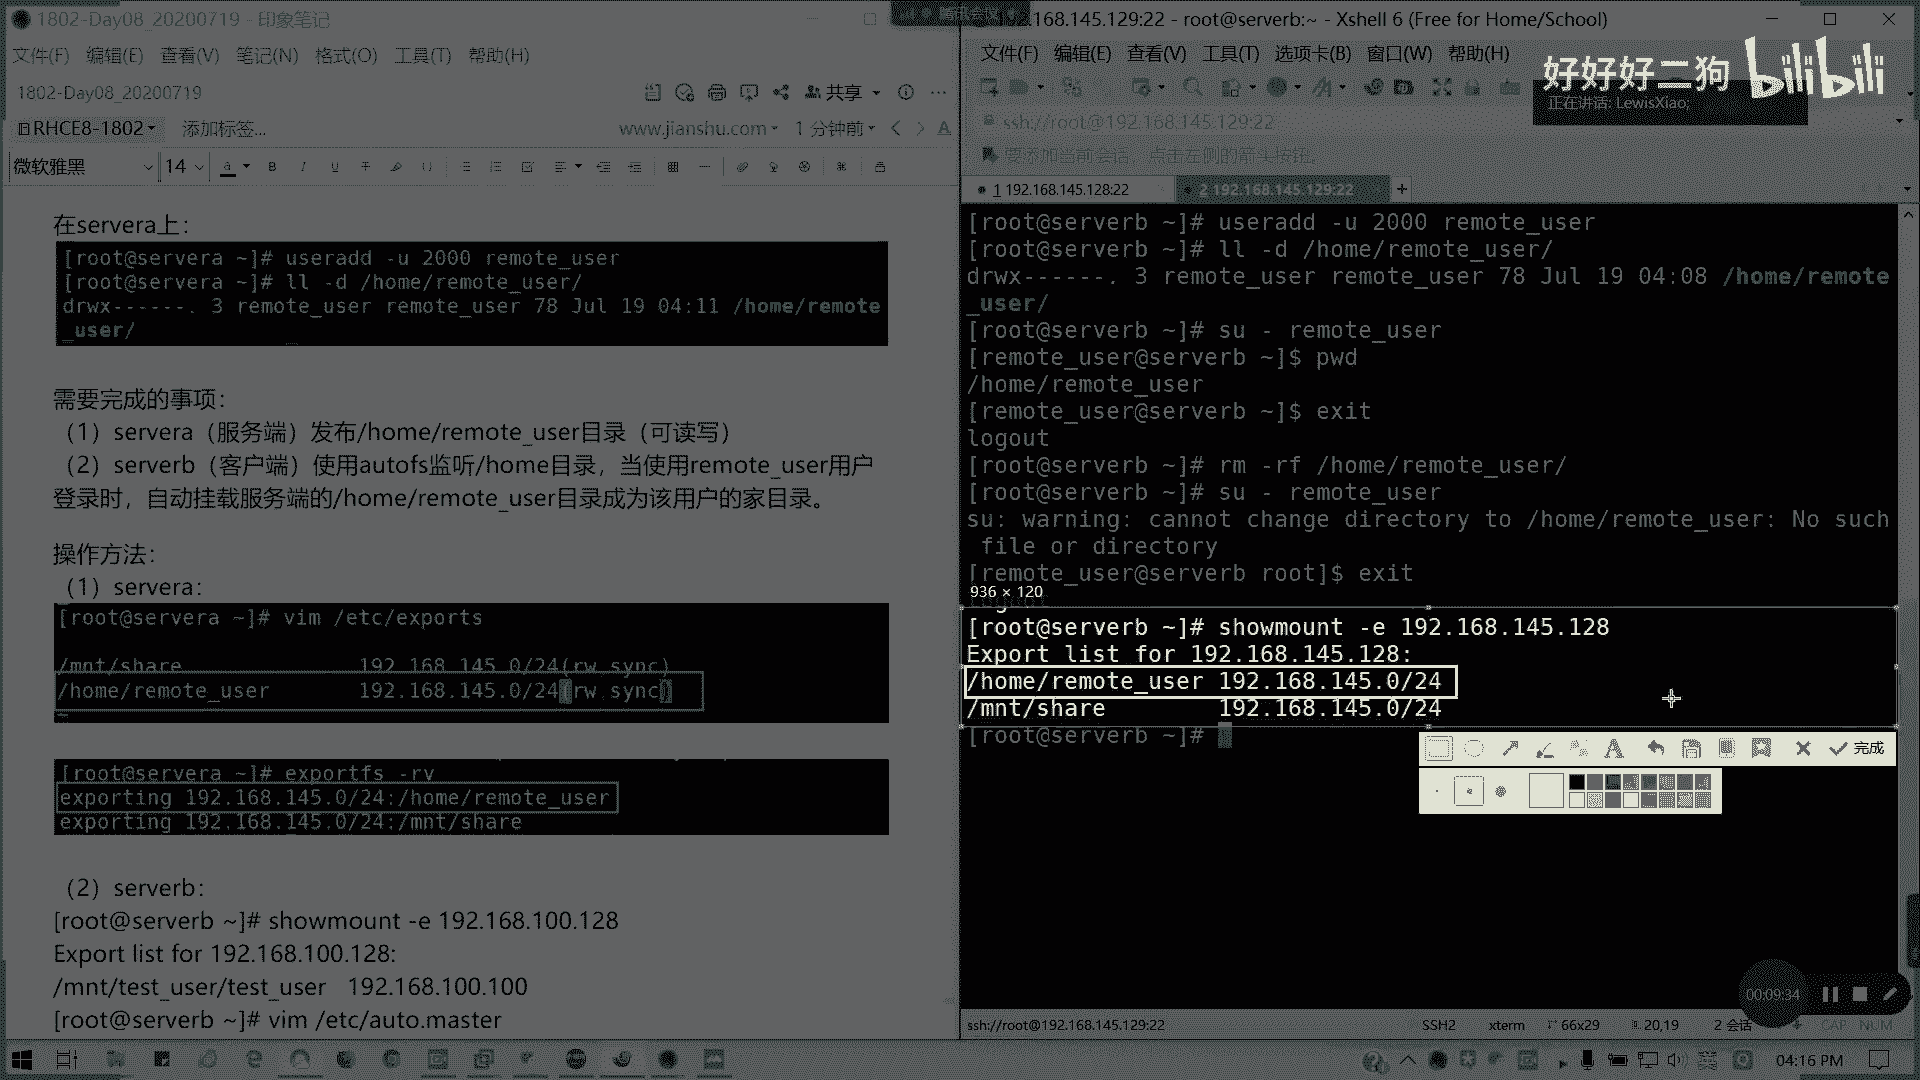 1802-Day08_20200719 - 印象笔记
文件(F) 编辑(E) 查看(V) 笔记(N) 格式(O) 工具(T) 帮助(H)
1802-Day08_20200719
共享
RHCE8-1802 添加标签...
www.jianshu.com 1 分钟前
微软雅黑 14
在servera上：
[root@servera ~]# useradd -u 2000 remote_user
[root@servera ~]# ll -d /home/remote_user/
drwx------. 3 remote_user remote_user 78 Jul 19 04:11 /home/remote
_user/
需要完成的事项：
（1）servera（服务端）发布/home/remote_user目录（可读写）
（2）serverb（客户端）使用autofs监听/home目录，当使用remote_user用户
登录时，自动挂载服务端的/home/remote_user目录成为该用户的家目录。
操作方法：
（1）servera：
[root@servera ~]# vim /etc/exports
/mnt/share 192.168.145.0/24(rw,sync)
/home/remote_user 192.168.145.0/24(rw,sync)
[root@servera ~]# exportfs -rv
exporting 192.168.145.0/24:/home/remote_user
exporting 192.168.145.0/24:/mnt/share
（2）serverb：
[root@serverb ~]# showmount -e 192.168.100.128
Export list for 192.168.100.128:
/mnt/test_user/test_user 192.168.100.100
[root@serverb ~]# vim /etc/auto.master
192.168.145.129:22 - root@serverb:~ - Xshell 6 (Free for Home/School)
文件(F) 编辑(E) 查看(V) 工具(T) 选项卡(B) 窗口(W) 帮助(H)
好好好二狗 bilibili
正在讲话: LewisXiao;
ssh://root@192.168.145.129:22
要添加当前会话，点击左侧的箭头按钮。
1 192.168.145.128:22
2 192.168.145.129:22
[root@serverb ~]# useradd -u 2000 remote_user
[root@serverb ~]# ll -d /home/remote_user/
drwx------. 3 remote_user remote_user 78 Jul 19 04:08 /home/remote
_user/
[root@serverb ~]# su - remote_user
[remote_user@serverb ~]$ pwd
/home/remote_user
[remote_user@serverb ~]$ exit
logout
[root@serverb ~]# rm -rf /home/remote_user/
[root@serverb ~]# su - remote_user
su: warning: cannot change directory to /home/remote_user: No such
file or directory
[remote_user@serverb root]$ exit
936 × 120
[root@serverb ~]# showmount -e 192.168.145.128
Export list for 192.168.145.128:
/home/remote_user 192.168.145.0/24
/mnt/share 192.168.145.0/24
[root@serverb ~]#
完成
00:09:34
ssh://root@192.168.145.129:22 SSH2 xterm 66x29 20,19 2 会话 CAP NUM
英 04:16 PM